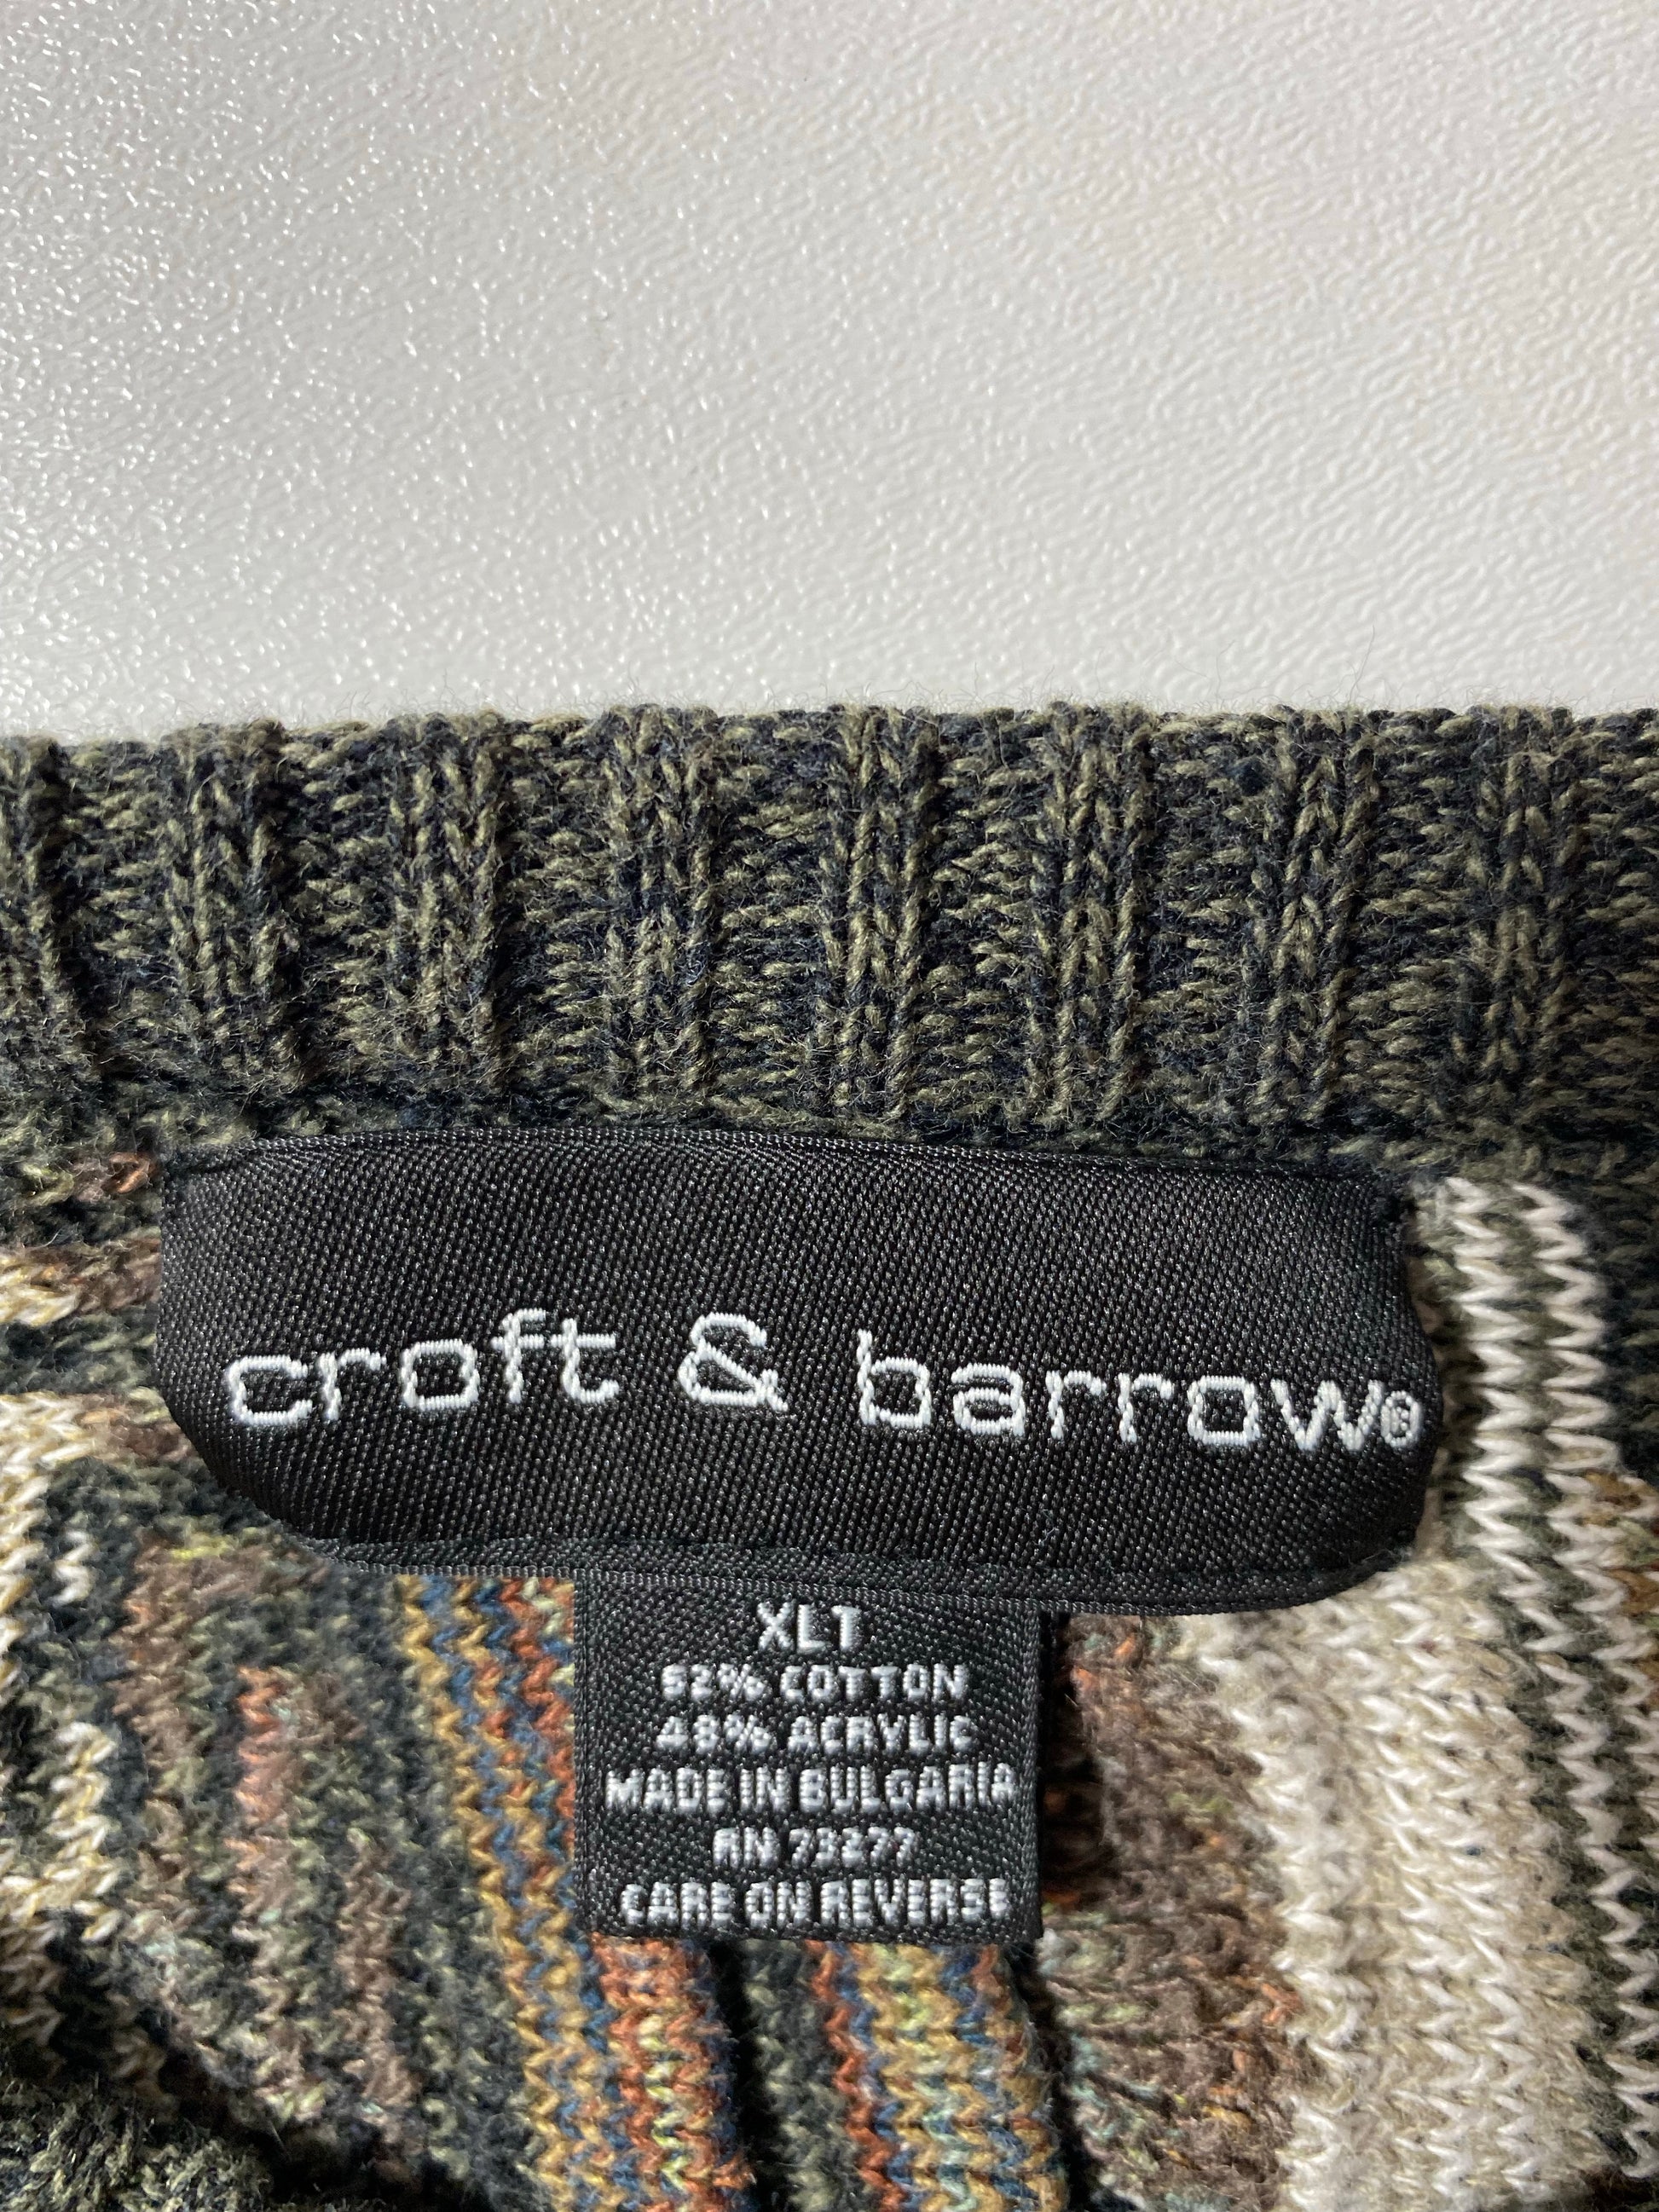 croft & barrow®
XLT
52% COTTON
48% ACRYLIC
MADE IN BULGARIA
RN 73277
CARE ON REVERSE